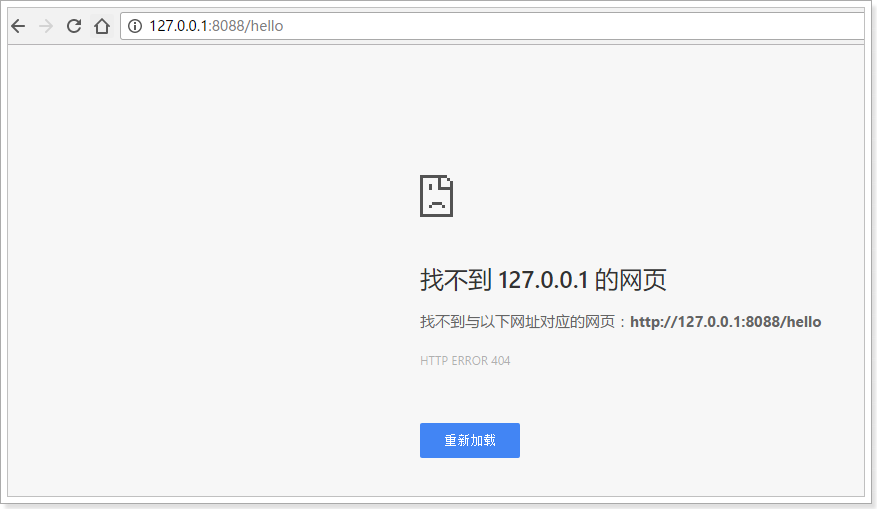 127.0.0.1:8088/hello
找不到 127.0.0.1 的网页
找不到与以下网址对应的网页：http://127.0.0.1:8088/hello
HTTP ERROR 404
重新加载